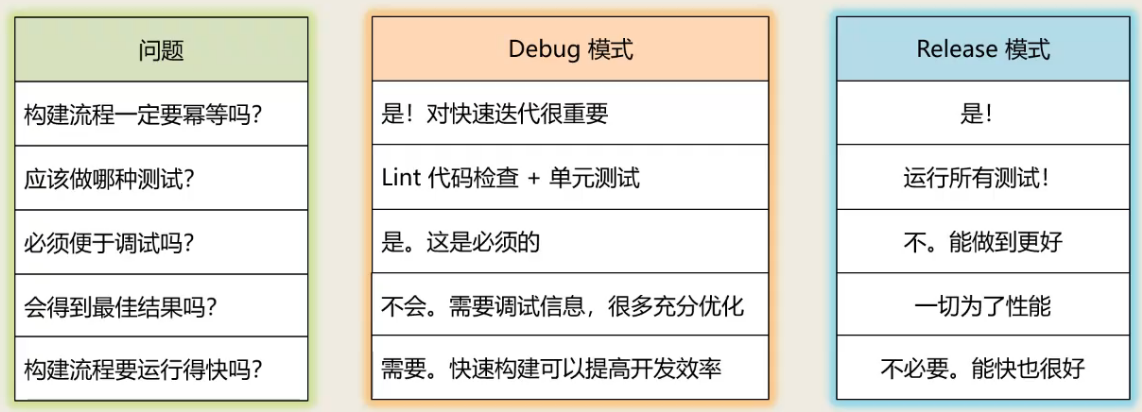 问题 Debug 模式 Release 模式
构建流程一定要幂等吗？ 是！对快速迭代很重要 是！
应该做哪种测试？ Lint 代码检查 + 单元测试 运行所有测试！
必须便于调试吗？ 是。这是必须的 不。能做到更好
会得到最佳结果吗？ 不会。需要调试信息，很多充分优化 一切为了性能
构建流程要运行得快吗？ 需要。快速构建可以提高开发效率 不必要。能快也很好